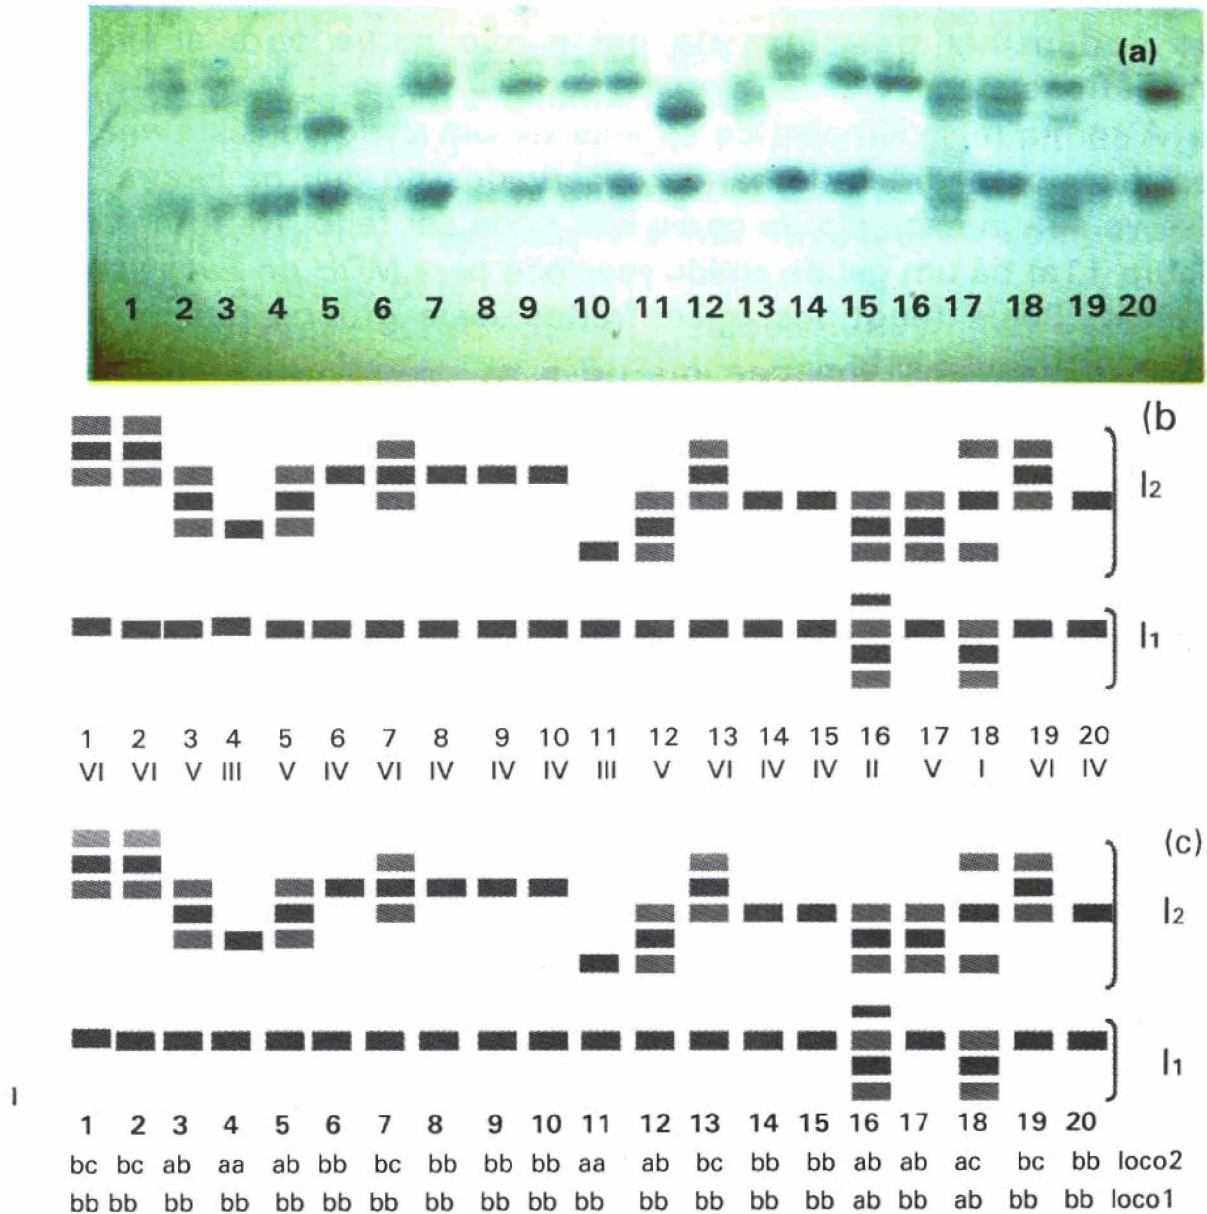 (a)
1 2 3 4 5 6 7 8 9 10 11 12 13 14 15 16 17 18 19 20
(b
I2
I1
1 2 3 4 5 6 7 8 9 10 11 12 13 14 15 16 17 18 19 20
VI VI V III V IV VI IV IV IV III V VI IV IV II V I VI IV
(c)
I2
I1
I
1 2 3 4 5 6 7 8 9 10 11 12 13 14 15 16 17 18 19 20
bc bc ab aa ab bb bc bb bb bb aa ab bc bb bb ab ab ac bc bb loco2
bb bb bb bb bb bb bb bb bb bb bb bb bb bb bb ab bb ab bb bb loco1